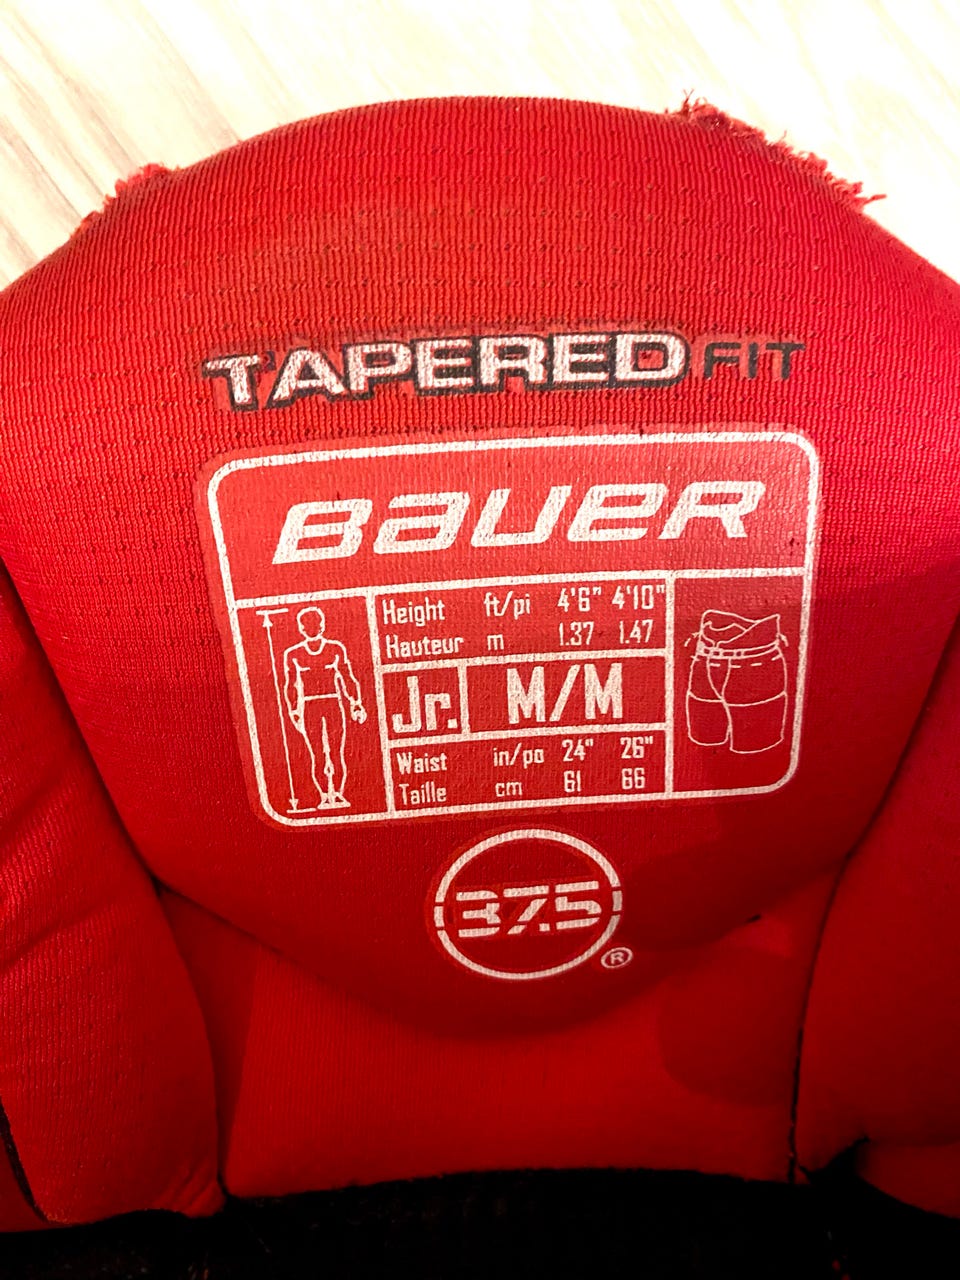 TAPERED FIT
BAUER
Height ft/pi 4'6" 4'10"
Hauteur m 1.37 1.47
Jr. M/M
Waist in/po 24" 26"
Taille cm 61 66
37.5
®